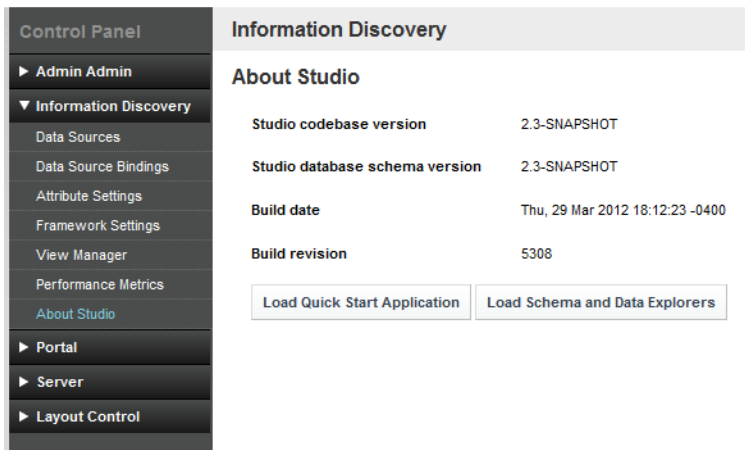 Control Panel
Admin Admin
Information Discovery
Data Sources
Data Source Bindings
Attribute Settings
Framework Settings
View Manager
Performance Metrics
About Studio
Portal
Server
Layout Control
Information Discovery
About Studio
Studio codebase version 2.3-SNAPSHOT
Studio database schema version 2.3-SNAPSHOT
Build date Thu, 29 Mar 2012 18:12:23 -0400
Build revision 5308
Load Quick Start Application Load Schema and Data Explorers